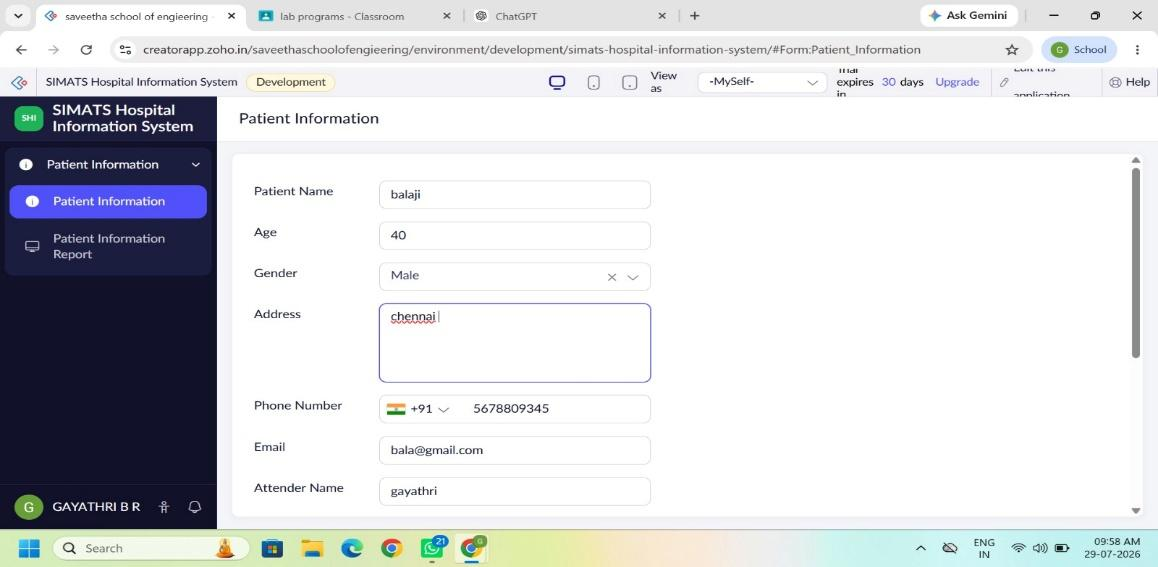 saveetha school of engieering -
lab programs - Classroom
ChatGPT
Ask Gemini
creatorapp.zoho.in/saveethaschoolofengieering/environment/development/simats-hospital-information-system/#Form:Patient_Information
G School
SIMATS Hospital Information System
Development
View as
-MySelf-
expires
30 days
Upgrade
Help
SHI
SIMATS Hospital
Information System
Patient Information
Patient Information
Patient Information
Report
G
GAYATHRI B R
Patient Information
Patient Name
balaji
Age
40
Gender
Male
Address
chennai
Phone Number
+91
5678809345
Email
bala@gmail.com
Attender Name
gayathri
Search
21
G
ENG
IN
09:58 AM
29-07-2026